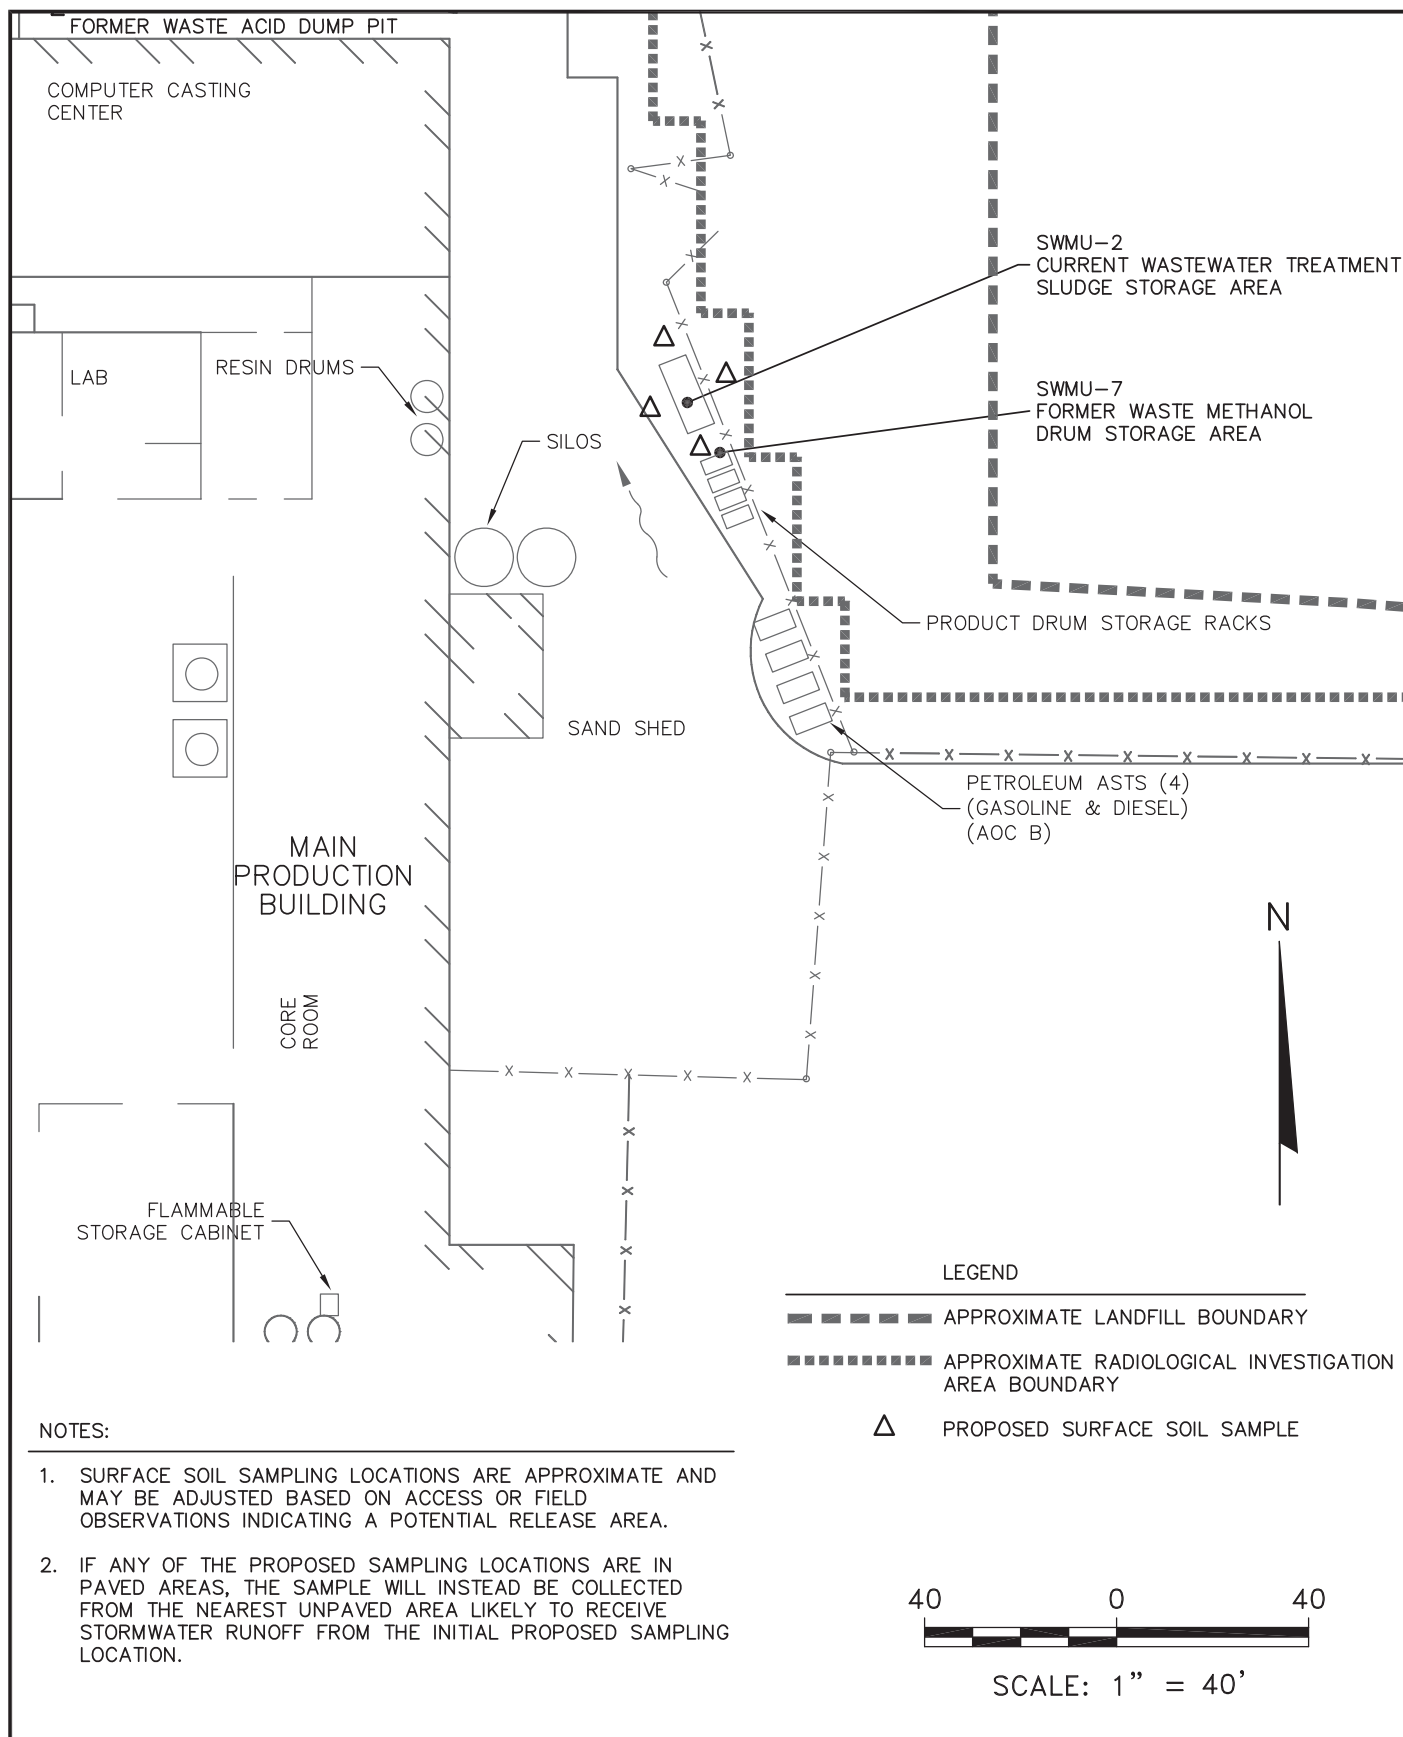 FORMER WASTE ACID DUMP PIT
COMPUTER CASTING
CENTER
SWMU-2
CURRENT WASTEWATER TREATMENT
SLUDGE STORAGE AREA
LAB
RESIN DRUMS
SWMU-7
FORMER WASTE METHANOL
DRUM STORAGE AREA
SILOS
PRODUCT DRUM STORAGE RACKS
SAND SHED
PETROLEUM ASTS (4)
(GASOLINE & DIESEL)
(AOC B)
MAIN
PRODUCTION
BUILDING
N
CORE
ROOM
FLAMMABLE
STORAGE CABINET
LEGEND
APPROXIMATE LANDFILL BOUNDARY
APPROXIMATE RADIOLOGICAL INVESTIGATION
AREA BOUNDARY
PROPOSED SURFACE SOIL SAMPLE
NOTES:
1. SURFACE SOIL SAMPLING LOCATIONS ARE APPROXIMATE AND
MAY BE ADJUSTED BASED ON ACCESS OR FIELD
OBSERVATIONS INDICATING A POTENTIAL RELEASE AREA.
2. IF ANY OF THE PROPOSED SAMPLING LOCATIONS ARE IN
PAVED AREAS, THE SAMPLE WILL INSTEAD BE COLLECTED
FROM THE NEAREST UNPAVED AREA LIKELY TO RECEIVE
STORMWATER RUNOFF FROM THE INITIAL PROPOSED SAMPLING
LOCATION.
40 0 40
SCALE: 1" = 40'